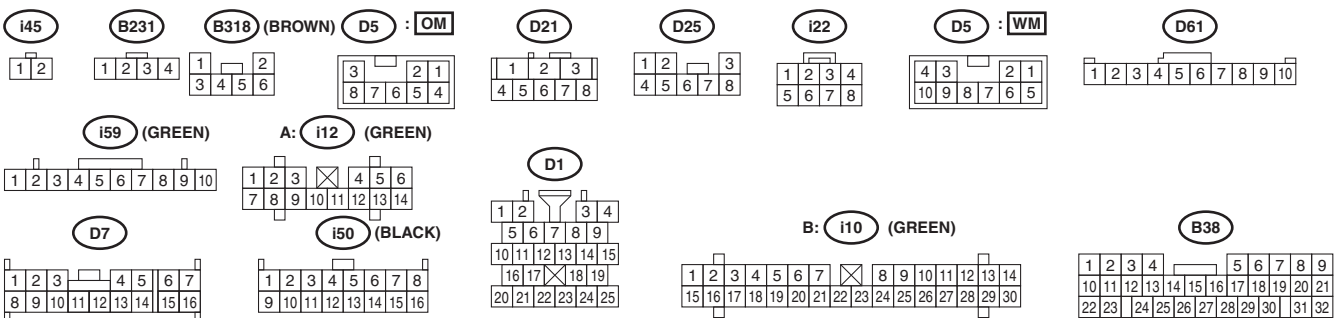 i45 B231 B318 (BROWN) D5 : OM D21 D25 i22 D5 : WM D61
1 2
1 2 3 4
1 2
3 4 5 6
3 2 1
8 7 6 5 4
1 2 3
4 5 6 7 8
1 2 3
4 5 6 7 8
1 2 3 4
5 6 7 8
4 3 2 1
10 9 8 7 6 5
1 2 3 4 5 6 7 8 9 10
i59 (GREEN) A: i12 (GREEN)
1 2 3 4 5 6 7 8 9 10
1 2 3 4 5 6
7 8 9 10 11 12 13 14
D1
1 2 3 4
5 6 7 8 9
10 11 12 13 14 15
16 17 18 19
20 21 22 23 24 25
D7 i50 (BLACK) B: i10 (GREEN) B38
1 2 3 4 5 6 7
8 9 10 11 12 13 14 15 16
1 2 3 4 5 6 7 8
9 10 11 12 13 14 15 16
1 2 3 4 5 6 7 8 9 10 11 12 13 14
15 16 17 18 19 20 21 22 23 24 25 26 27 28 29 30
1 2 3 4 5 6 7 8 9
10 11 12 13 14 15 16 17 18 19 20 21
22 23 24 25 26 27 28 29 30 31 32